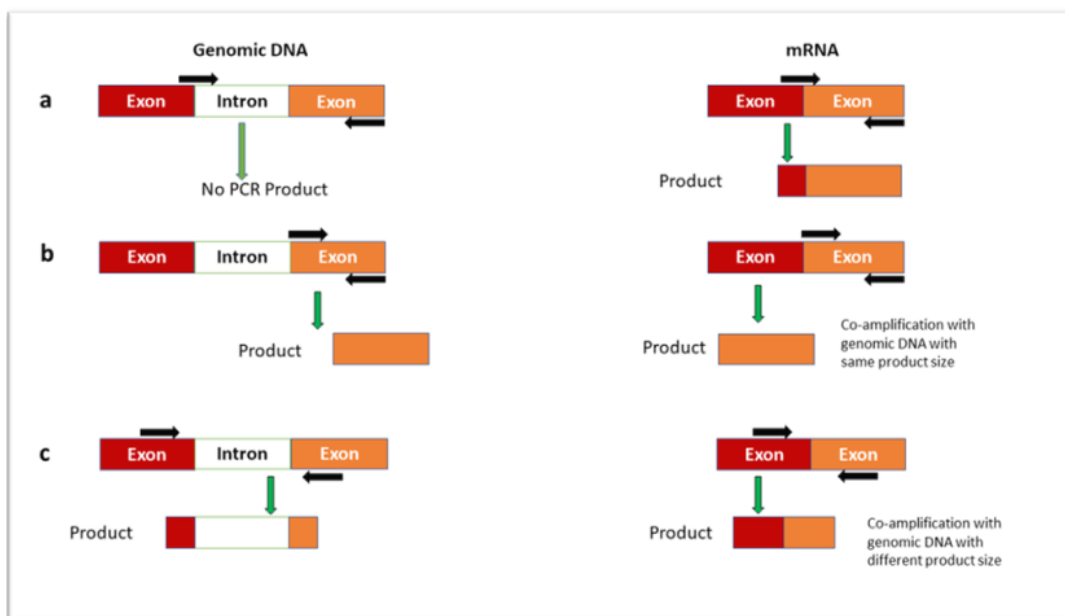 Genomic DNA
mRNA
a
Exon Intron Exon
Exon Exon
No PCR Product
Product
b
Exon Intron Exon
Exon Exon
Product
Product
Co-amplification with
genomic DNA with
same product size
c
Exon Intron Exon
Exon Exon
Product
Product
Co-amplification with
genomic DNA with
different product size